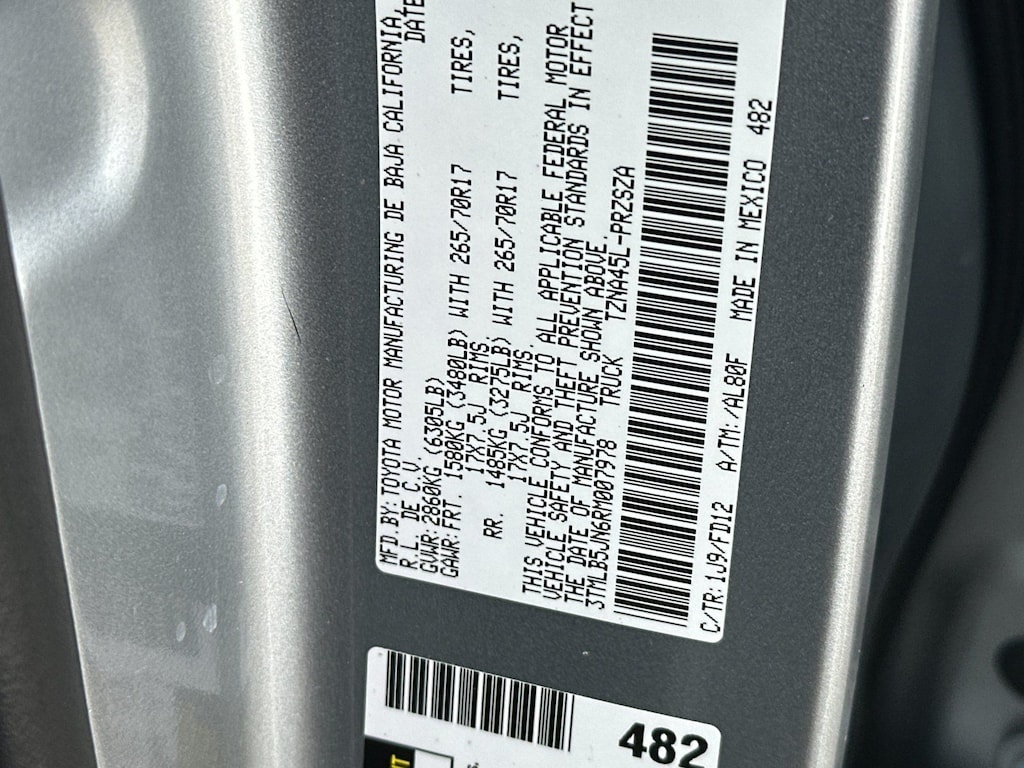 MFD.BY:TOYOTA MOTOR MANUFACTURING DE BAJA CALIFORNIA,
R.L. DE C.V. DATE
GVWR:2860KG (6305LB)
GAWR:FRT. 1580KG (3480LB) WITH 265/70R17 TIRES,
17X7.5J RIMS.
RR. 1485KG (3275LB) WITH 265/70R17 TIRES,
17X7.5J RIMS.
THIS VEHICLE CONFORMS TO ALL APPLICABLE FEDERAL MOTOR
VEHICLE SAFETY AND THEFT PREVENTION STANDARDS IN EFFECT
THE DATE OF MANUFACTURE SHOWN ABOVE.
3TMLB5JN6RM007978 TRUCK TZNA45L-PRZSZA
C/TR:1J9/FD12 A/TM:/AL80F MADE IN MEXICO 482
482